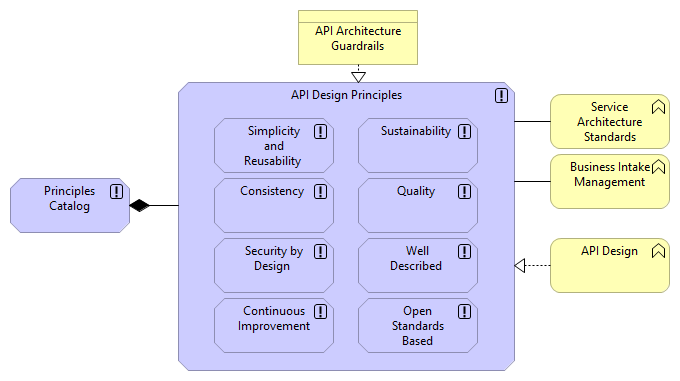 API Architecture
Guardrails
API Design Principles
Simplicity
and
Reusability
Sustainability
Service
Architecture
Standards
Business Intake
Management
Principles
Catalog
Consistency
Quality
Security by
Design
Well
Described
API Design
Continuous
Improvement
Open
Standards
Based